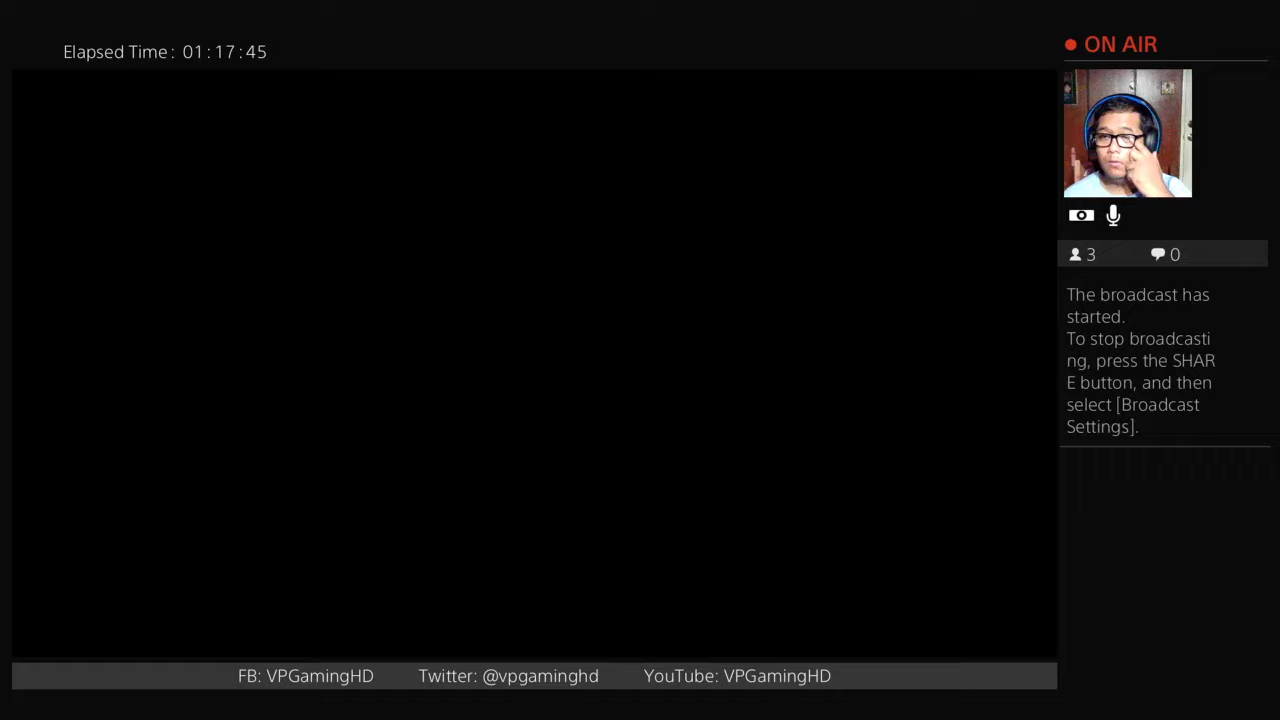 Elapsed Time: 01:17:45
ON AIR
3 0
The broadcast has
started.
To stop broadcasti
ng, press the SHAR
E button, and then
select [Broadcast
Settings].
FB: VPGamingHD Twitter: @vpgaminghd YouTube: VPGamingHD